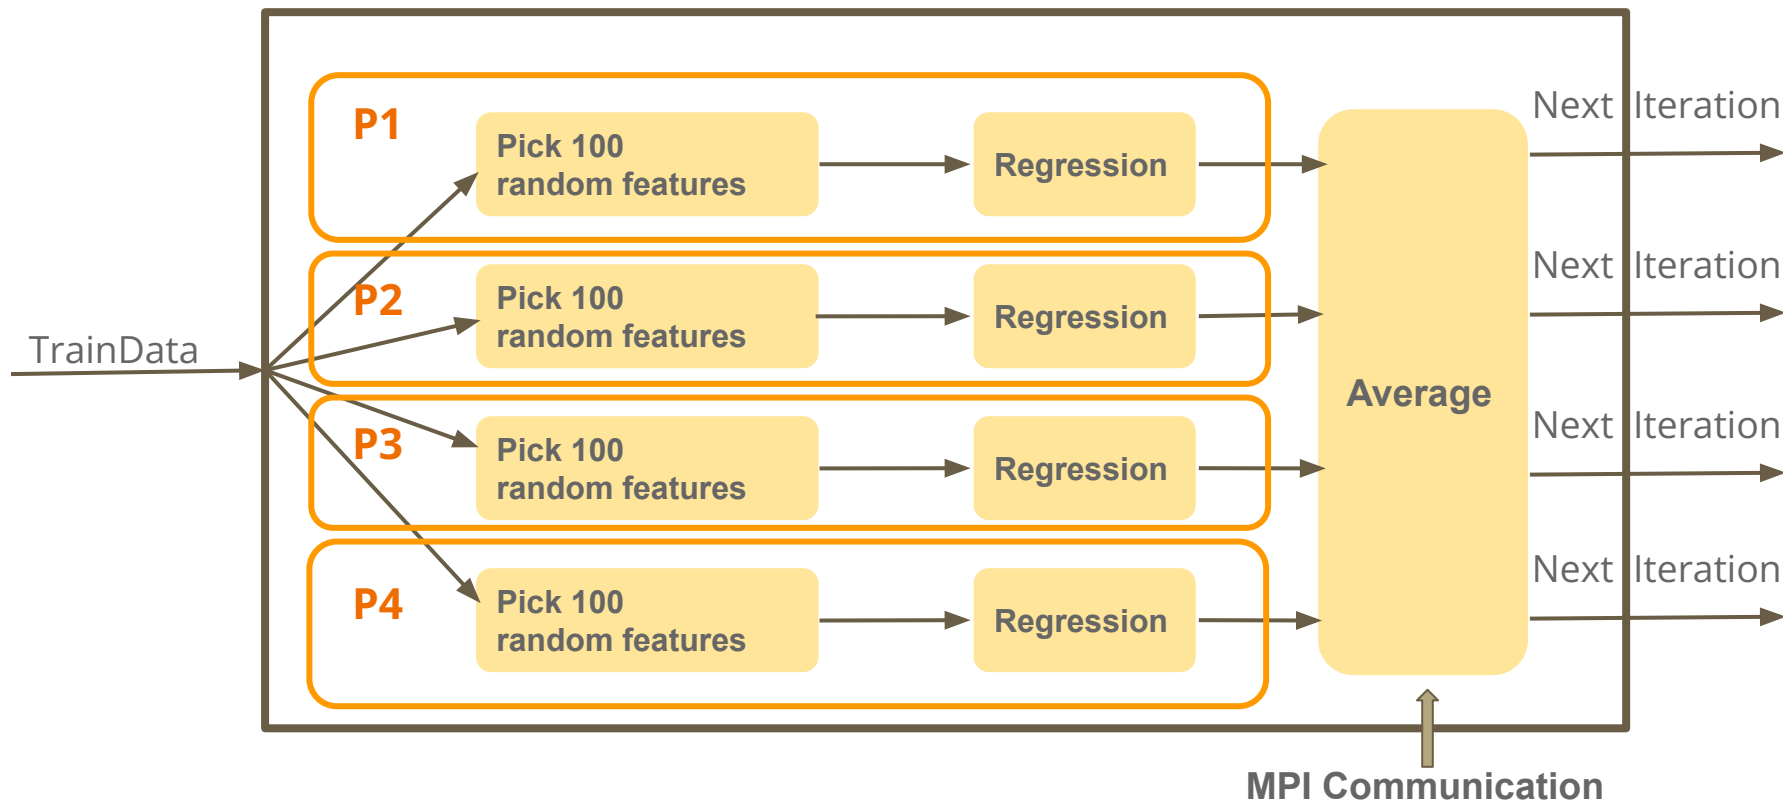 TrainData
P1
Pick 100
random features
Regression
P2
Pick 100
random features
Regression
P3
Pick 100
random features
Regression
P4
Pick 100
random features
Regression
Average
Next Iteration
Next Iteration
Next Iteration
Next Iteration
MPI Communication